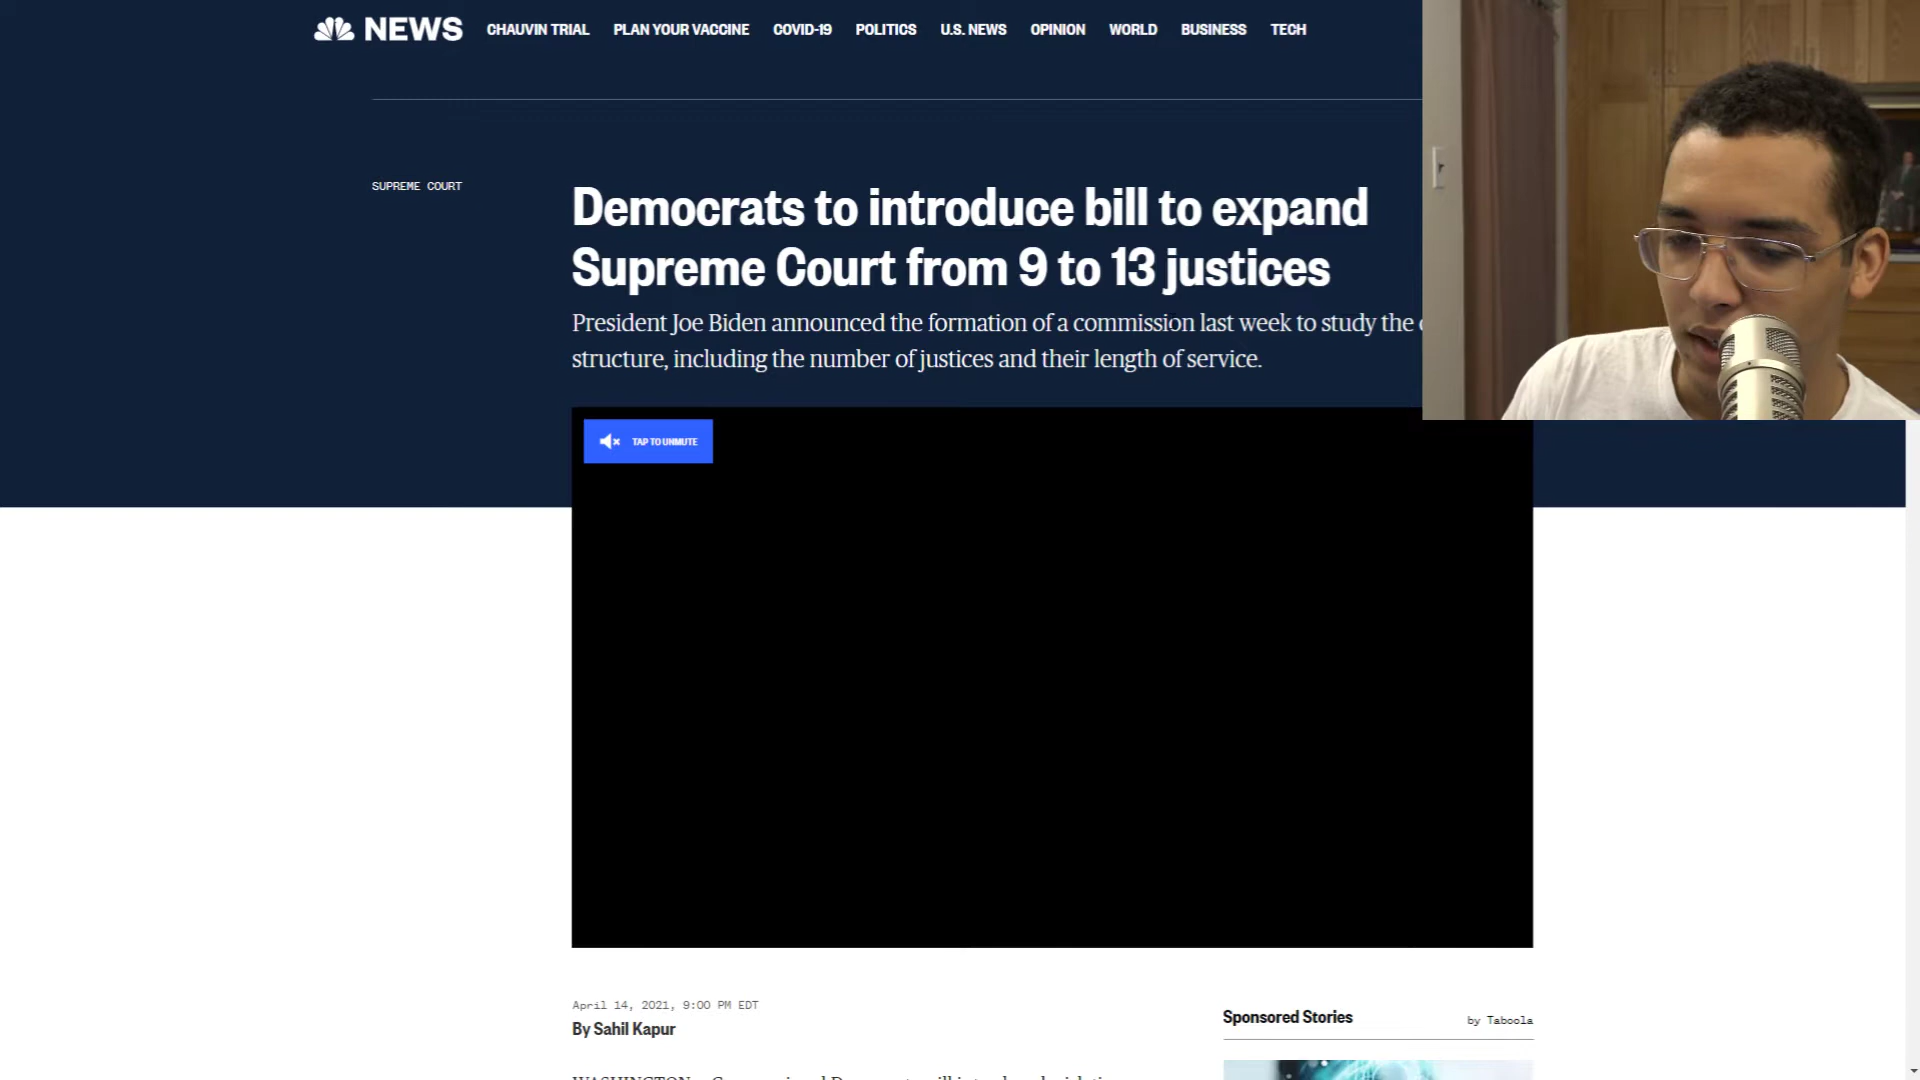 NEWS CHAUVIN TRIAL PLAN YOUR VACCINE COVID-19 POLITICS U.S. NEWS OPINION WORLD BUSINESS TECH
SUPREME COURT
Democrats to introduce bill to expand
Supreme Court from 9 to 13 justices
President Joe Biden announced the formation of a commission last week to study the
structure, including the number of justices and their length of service.
TAP TO UNMUTE
April 14, 2021, 9:00 PM EDT
By Sahil Kapur
Sponsored Stories
by Taboola